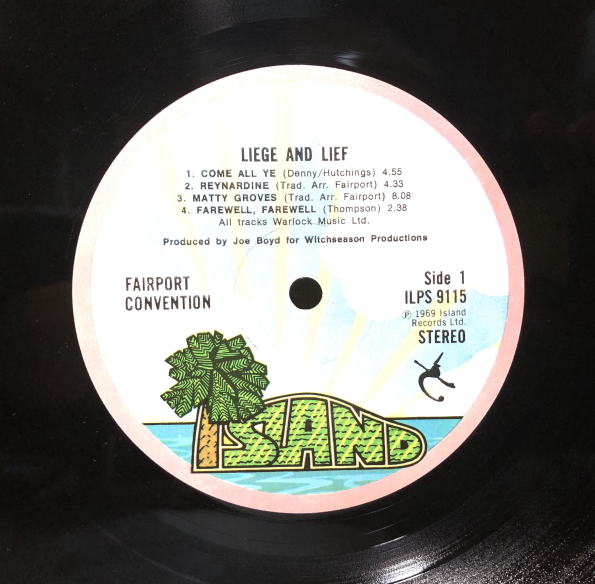 LIEGE AND LIEF
1. COME ALL YE (Denny/Hutchings) 4.55
2. REYNARDINE (Trad. Arr. Fairport) 4.33
3. MATTY GROVES (Trad. Arr. Fairport) 8.08
4. FAREWELL, FAREWELL (Thompson) 2.38
All tracks Warlock Music Ltd.
Produced by Joe Boyd for Witchseason Productions
FAIRPORT
CONVENTION
Side 1
ILPS 9115
℗ 1969 Island
Records Ltd.
STEREO
ISLAND